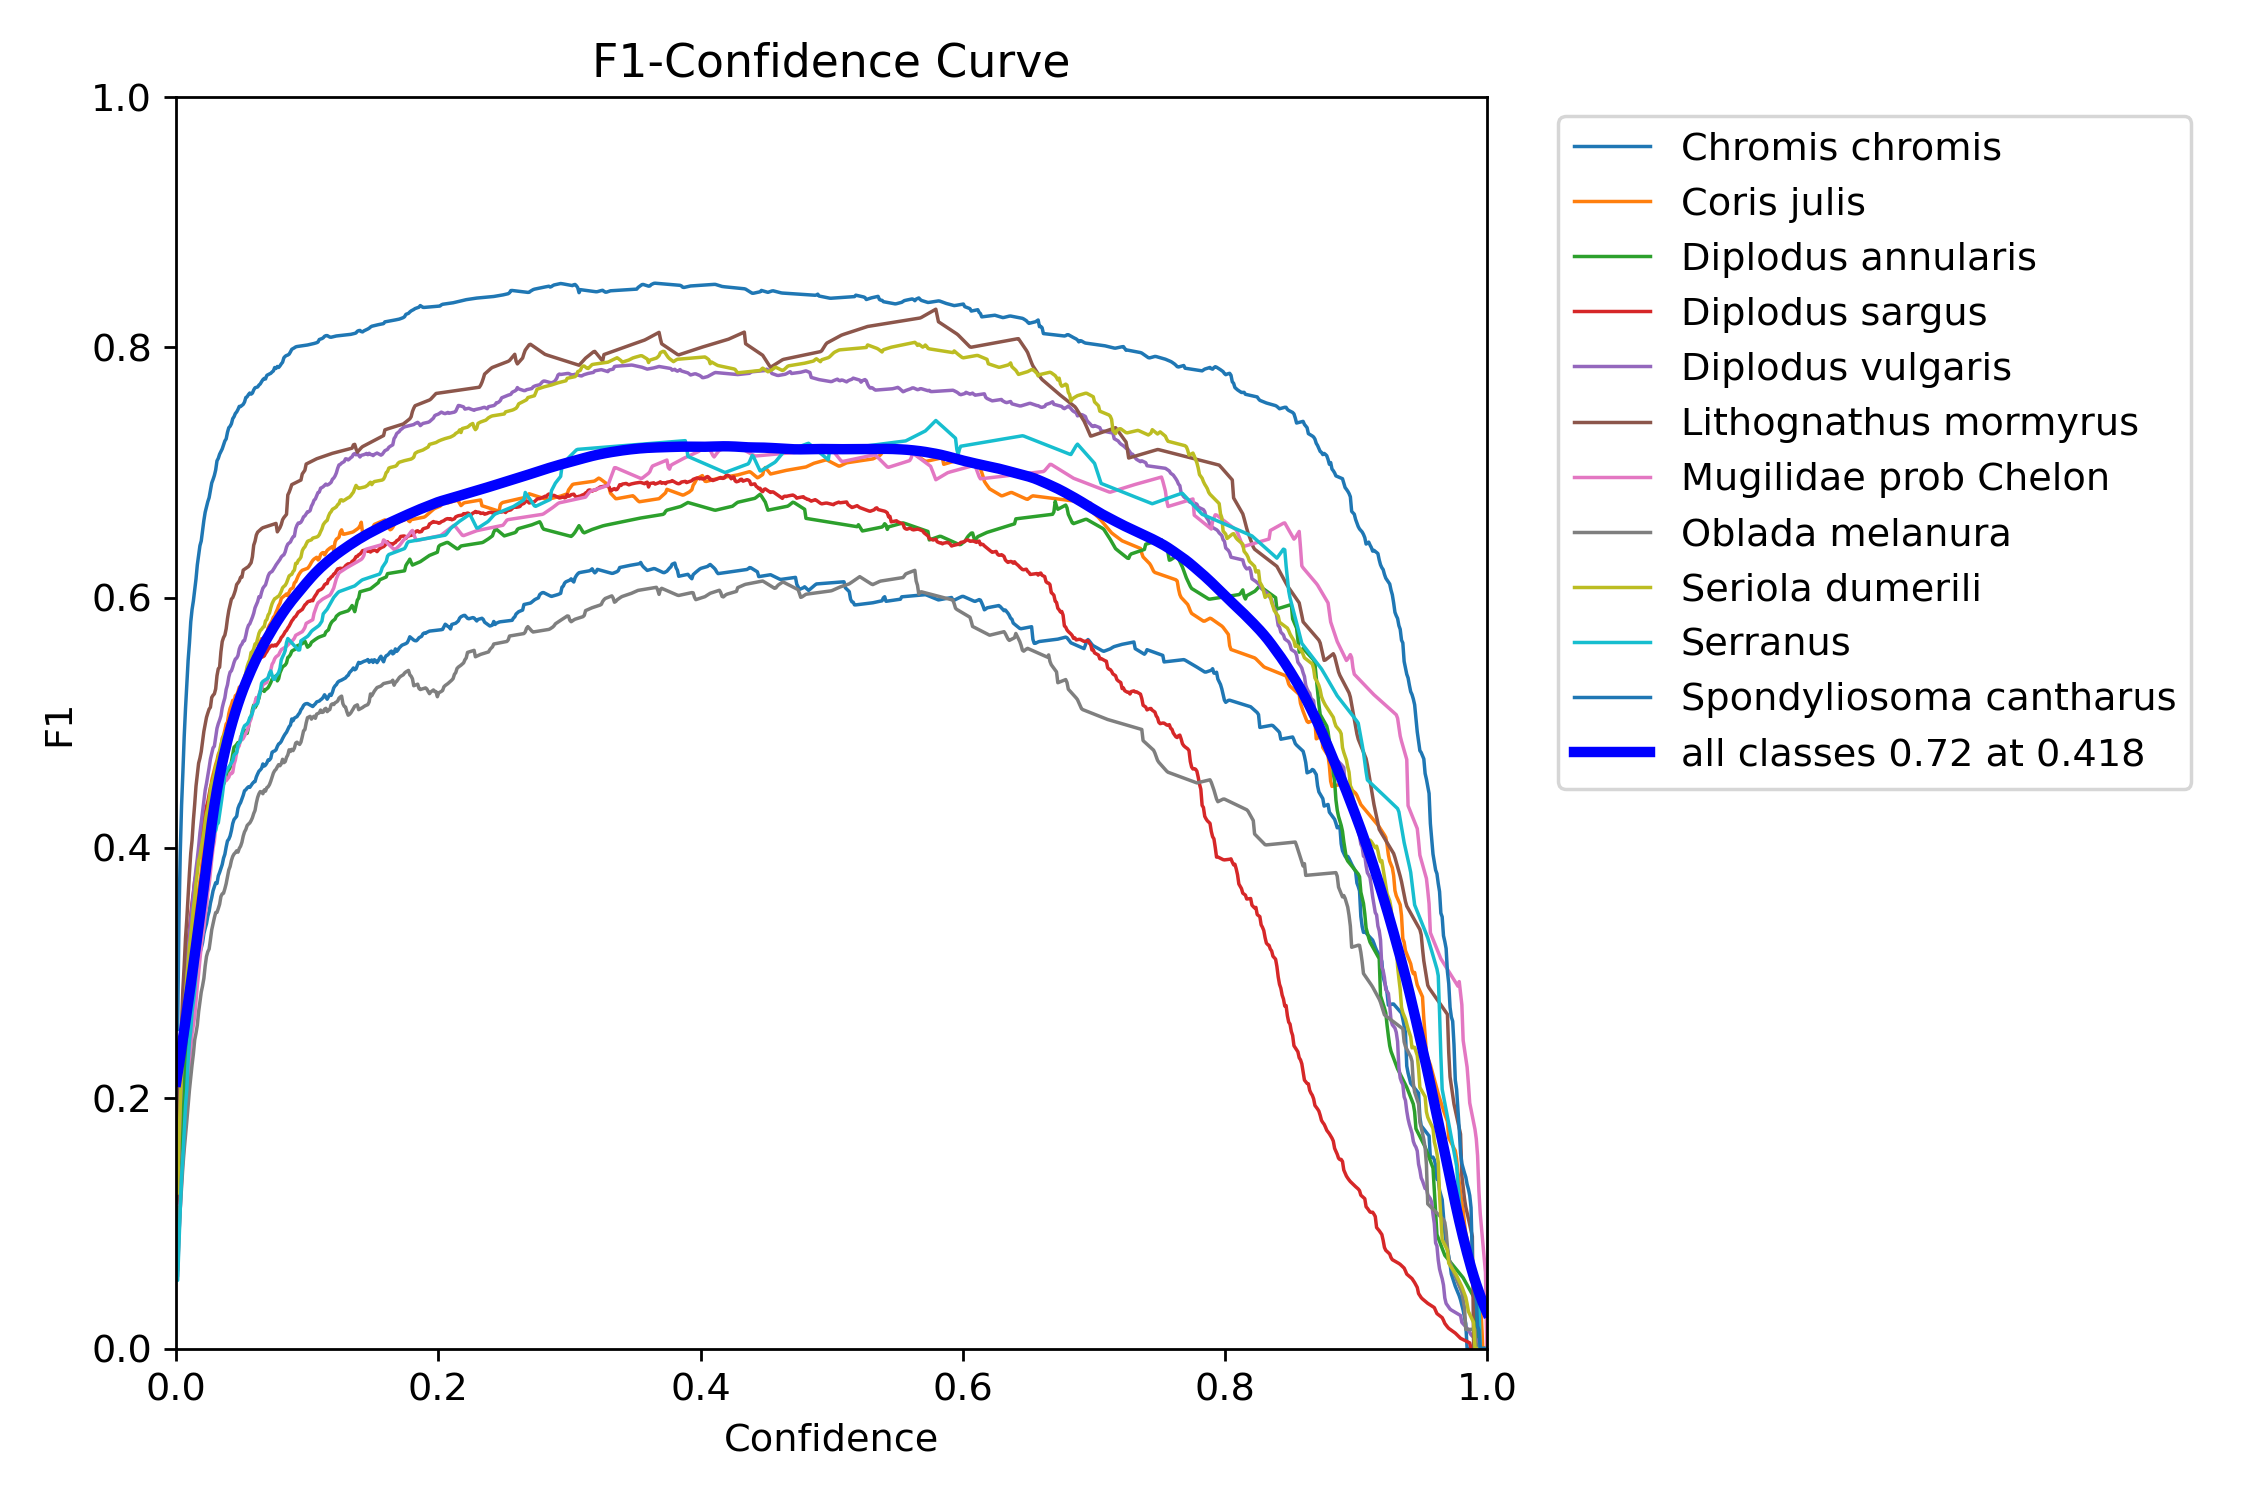 F1-Confidence Curve
1.0
0.8
0.6
0.4
0.2
0.0
F1
0.0 0.2 0.4 0.6 0.8 1.0
Confidence
Chromis chromis
Coris julis
Diplodus annularis
Diplodus sargus
Diplodus vulgaris
Lithognathus mormyrus
Mugilidae prob Chelon
Oblada melanura
Seriola dumerili
Serranus
Spondyliosoma cantharus
all classes 0.72 at 0.418